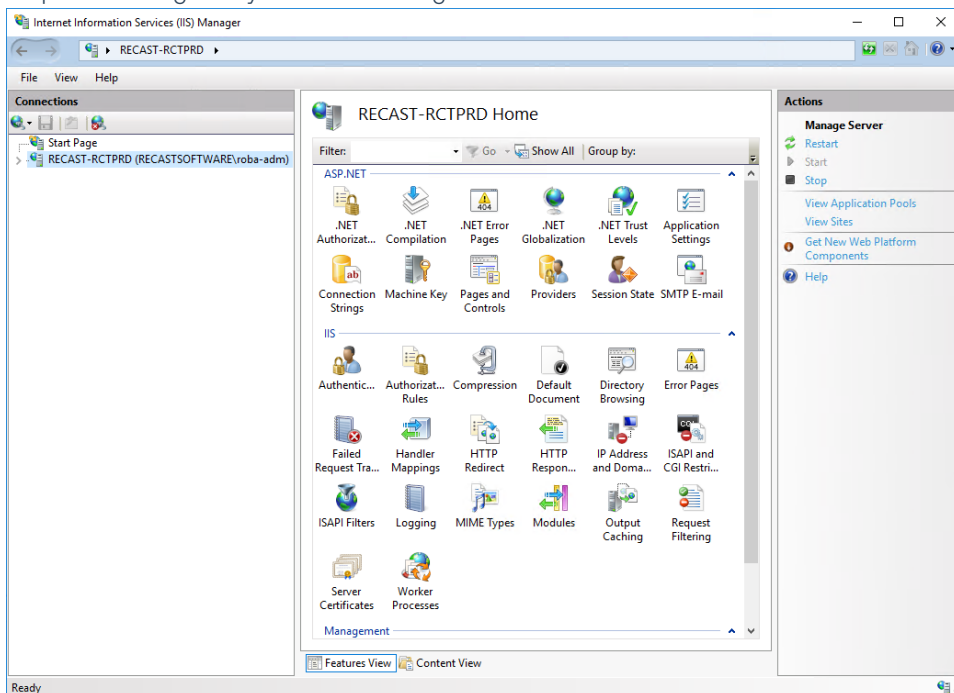 Internet Information Services (IIS) Manager
RECAST-RCTPRD
File View Help
Connections
Start Page
RECAST-RCTPRD (RECASTSOFTWARE\roba-adm)
RECAST-RCTPRD Home
Filter: Go Show All Group by:
ASP.NET
.NET Authorizat...
.NET Compilation
.NET Error Pages
.NET Globalization
.NET Trust Levels
Application Settings
Connection Strings
Machine Key
Pages and Controls
Providers
Session State
SMTP E-mail
IIS
Authentic...
Authorizat... Rules
Compression
Default Document
Directory Browsing
Error Pages
Failed Request Tra...
Handler Mappings
HTTP Redirect
HTTP Respon...
IP Address and Doma...
ISAPI and CGI Restri...
ISAPI Filters
Logging
MIME Types
Modules
Output Caching
Request Filtering
Server Certificates
Worker Processes
Management
Features View Content View
Actions
Manage Server
Restart
Start
Stop
View Application Pools
View Sites
Get New Web Platform
Components
Help
Ready